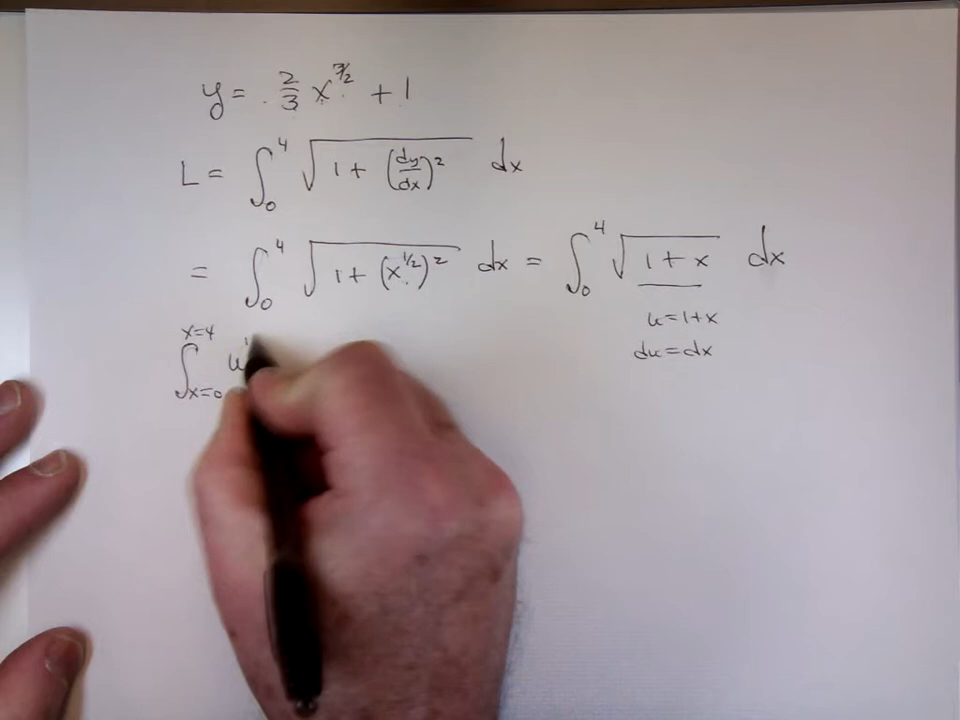 y = 2/3 x^3/2 + 1
L = ∫_0^4 √(1 + (dy/dx)^2) dx
= ∫_0^4 √(1 + (x^1/2)^2) dx = ∫_0^4 √(1 + x) dx
u = 1 + x
du = dx
∫_x=0^x=4 u